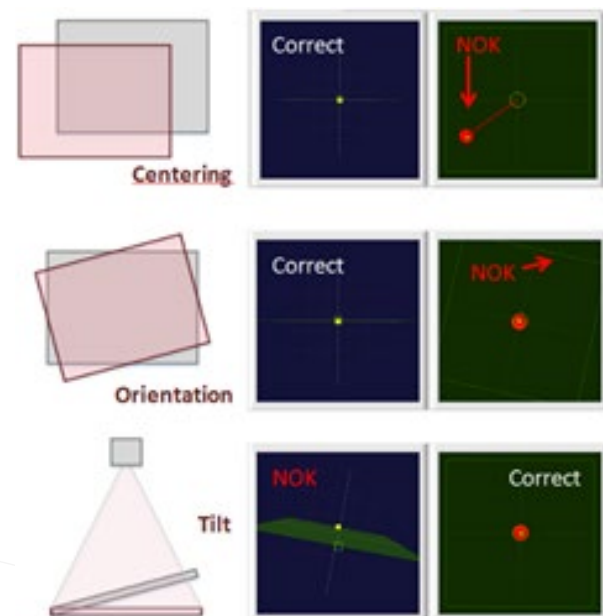 Correct
NOK
Centering
Correct
NOK
Orientation
NOK
Correct
Tilt